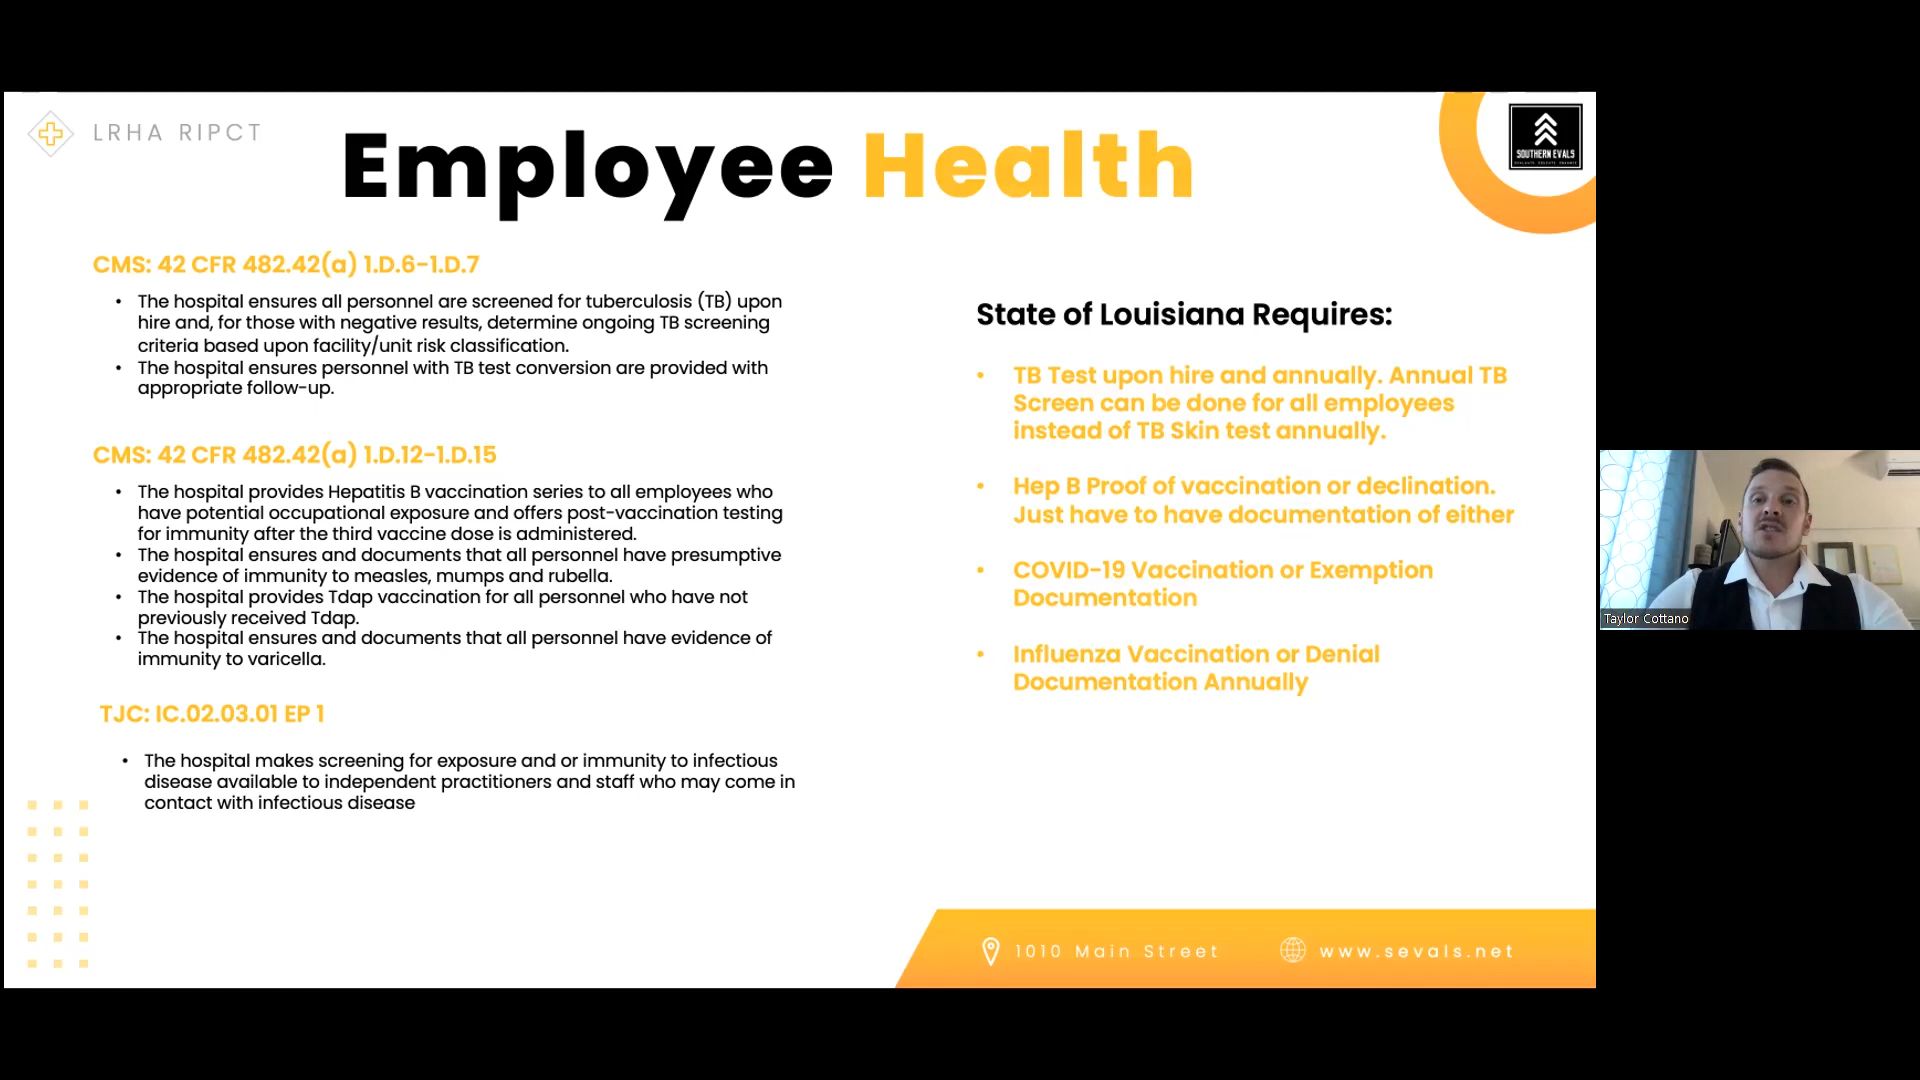 LRHA RIPCT
Employee Health
SOUTHERN EVALS
CMS: 42 CFR 482.42(a) 1.D.6-1.D.7
• The hospital ensures all personnel are screened for tuberculosis (TB) upon
hire and, for those with negative results, determine ongoing TB screening
criteria based upon facility/unit risk classification.
• The hospital ensures personnel with TB test conversion are provided with
appropriate follow-up.
CMS: 42 CFR 482.42(a) 1.D.12-1.D.15
• The hospital provides Hepatitis B vaccination series to all employees who
have potential occupational exposure and offers post-vaccination testing
for immunity after the third vaccine dose is administered.
• The hospital ensures and documents that all personnel have presumptive
evidence of immunity to measles, mumps and rubella.
• The hospital provides Tdap vaccination for all personnel who have not
previously received Tdap.
• The hospital ensures and documents that all personnel have evidence of
immunity to varicella.
TJC: IC.02.03.01 EP 1
• The hospital makes screening for exposure and or immunity to infectious
disease available to independent practitioners and staff who may come in
contact with infectious disease
State of Louisiana Requires:
• TB Test upon hire and annually. Annual TB
Screen can be done for all employees
instead of TB Skin test annually.
• Hep B Proof of vaccination or declination.
Just have to have documentation of either
• COVID-19 Vaccination or Exemption
Documentation
• Influenza Vaccination or Denial
Documentation Annually
1010 Main Street
www.sevals.net
Taylor Cottano